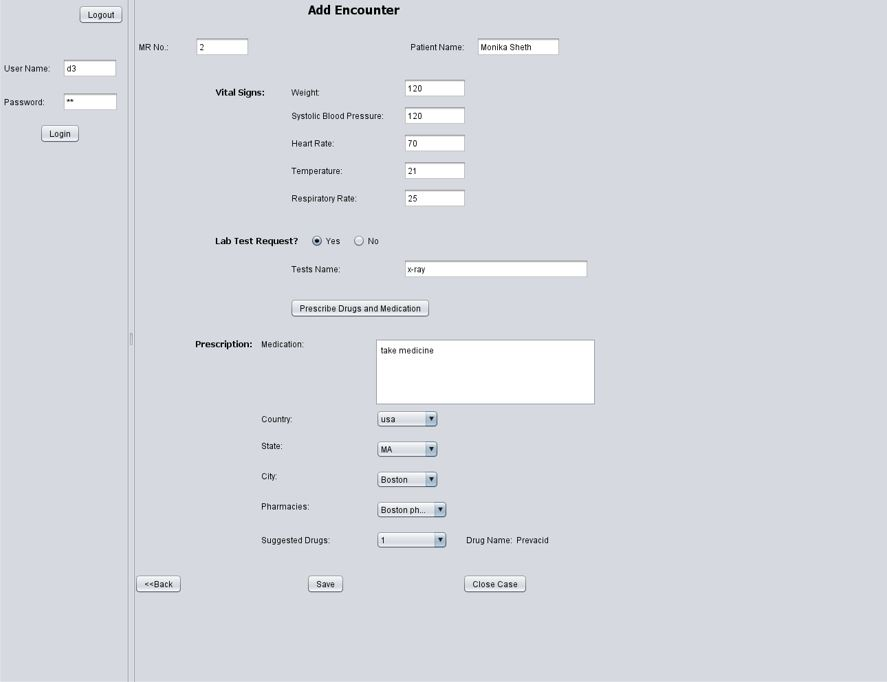 Logout
User Name: d3
Password: **
Login
Add Encounter
MR No.: 2 Patient Name: Monika Sheth
Vital Signs: Weight: 120
Systolic Blood Pressure: 120
Heart Rate: 70
Temperature: 21
Respiratory Rate: 25
Lab Test Request? Yes No
Tests Name: x-ray
Prescribe Drugs and Medication
Prescription: Medication: take medicine
Country: usa
State: MA
City: Boston
Pharmacies: Boston ph...
Suggested Drugs: 1 Drug Name: Prevacid
<<Back Save Close Case